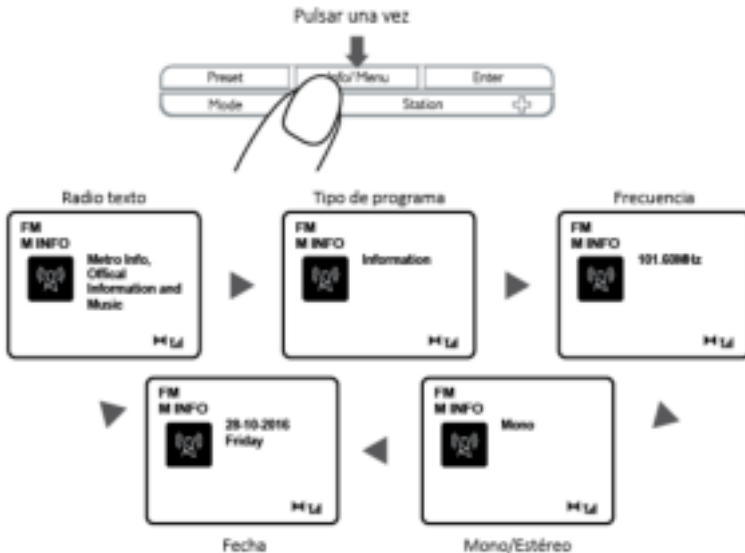 Pulsar una vez
Preset Info/Menu Enter
Mode Station
Radio texto
FM
M INFO
Metro Info,
Offical
Information and
Music
Tipo de programa
FM
M INFO
Information
Frecuencia
FM
M INFO
101.60MHz
Fecha
FM
M INFO
28-10-2016
Friday
Mono/Estéreo
FM
M INFO
Mono